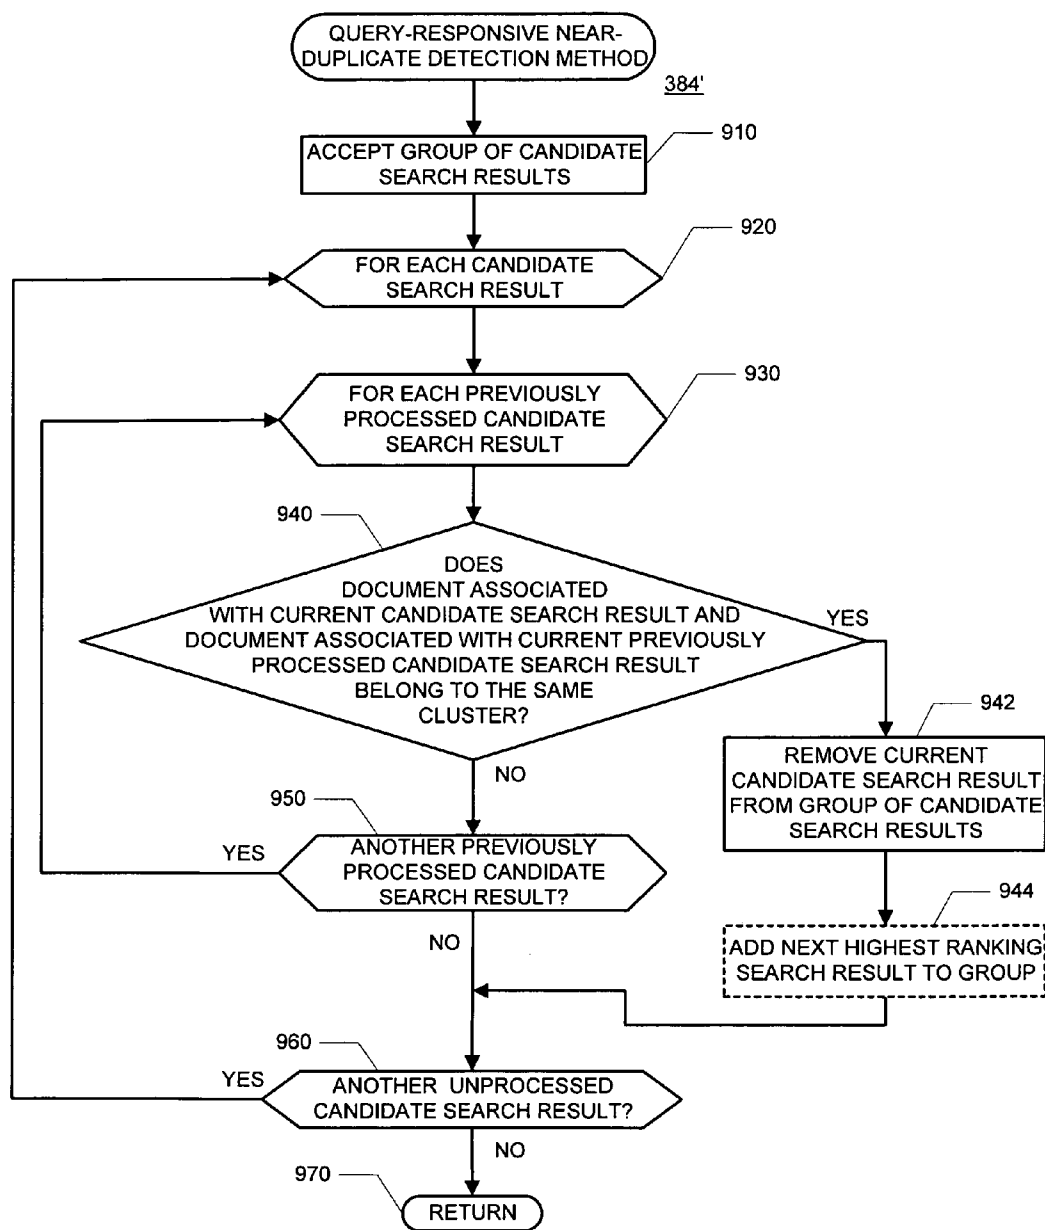 QUERY-RESPONSIVE NEAR-
DUPLICATE DETECTION METHOD
384'
910
ACCEPT GROUP OF CANDIDATE
SEARCH RESULTS
920
FOR EACH CANDIDATE
SEARCH RESULT
930
FOR EACH PREVIOUSLY
PROCESSED CANDIDATE
SEARCH RESULT
940
DOES
DOCUMENT ASSOCIATED
WITH CURRENT CANDIDATE SEARCH RESULT AND
DOCUMENT ASSOCIATED WITH CURRENT PREVIOUSLY
PROCESSED CANDIDATE SEARCH RESULT
BELONG TO THE SAME
CLUSTER?
YES
942
REMOVE CURRENT
CANDIDATE SEARCH RESULT
FROM GROUP OF CANDIDATE
SEARCH RESULTS
NO
950
YES
ANOTHER PREVIOUSLY
PROCESSED CANDIDATE
SEARCH RESULT?
944
ADD NEXT HIGHEST RANKING
SEARCH RESULT TO GROUP
NO
960
YES
ANOTHER UNPROCESSED
CANDIDATE SEARCH RESULT?
NO
970
RETURN